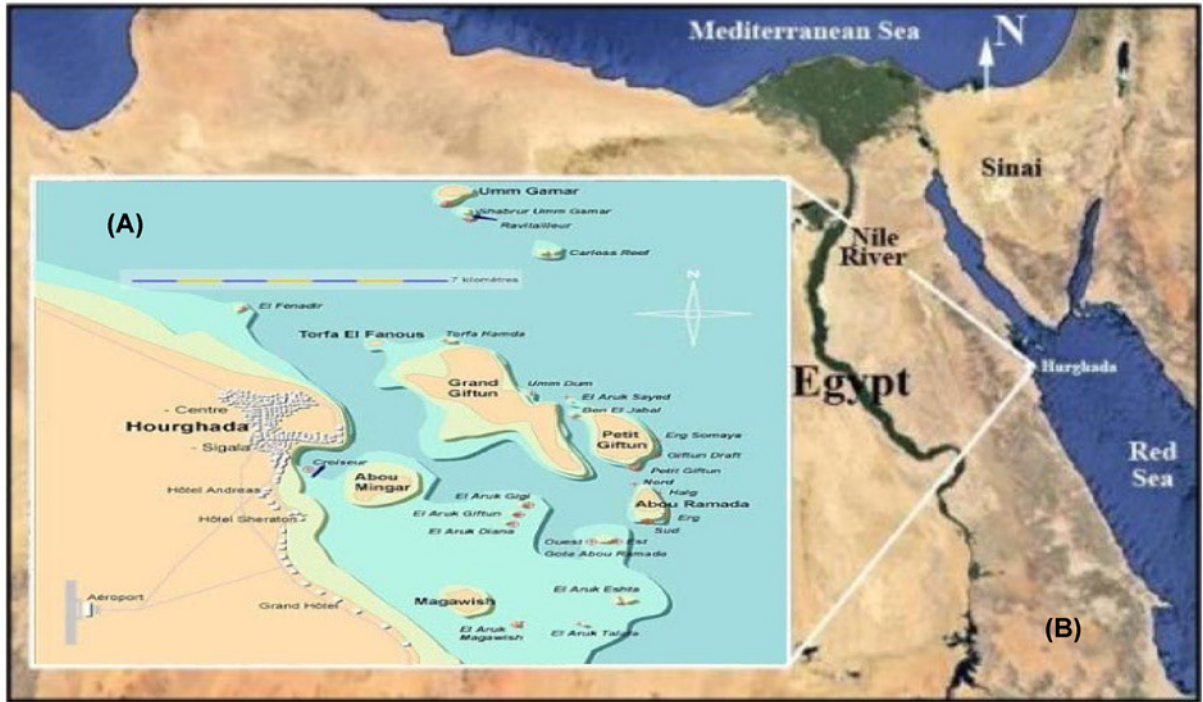 Mediterranean Sea
N
Sinai
Nile
River
Egypt
Hurghada
Red
Sea
(B)
(A)
Umm Gamar
Shabrur Umm Gamar
Ravitailleur
Carloss Reef
7 kilomètres
N
El Fenadir
Torfa El Fanous
Torfa Hamda
Grand
Giftun
Umm Dum
El Aruk Sayed
Ben El Jabal
Petit
Giftun
Erg Somaya
Giftun Draft
Petit Giftun
- Centre
Hourghada
- Sigala
Croiseur
Abou
Mingar
Hôtel Andreas
Hôtel Sheraton
El Aruk Gigi
El Aruk Giftun
El Aruk Diana
Nord
Halg
Abou Ramada
Erg
Sud
Ouest
Est
Gota Abou Ramada
Aéroport
Grand Hôtel
Magawish
El Aruk
Magawish
El Aruk Eshta
El Aruk Talata